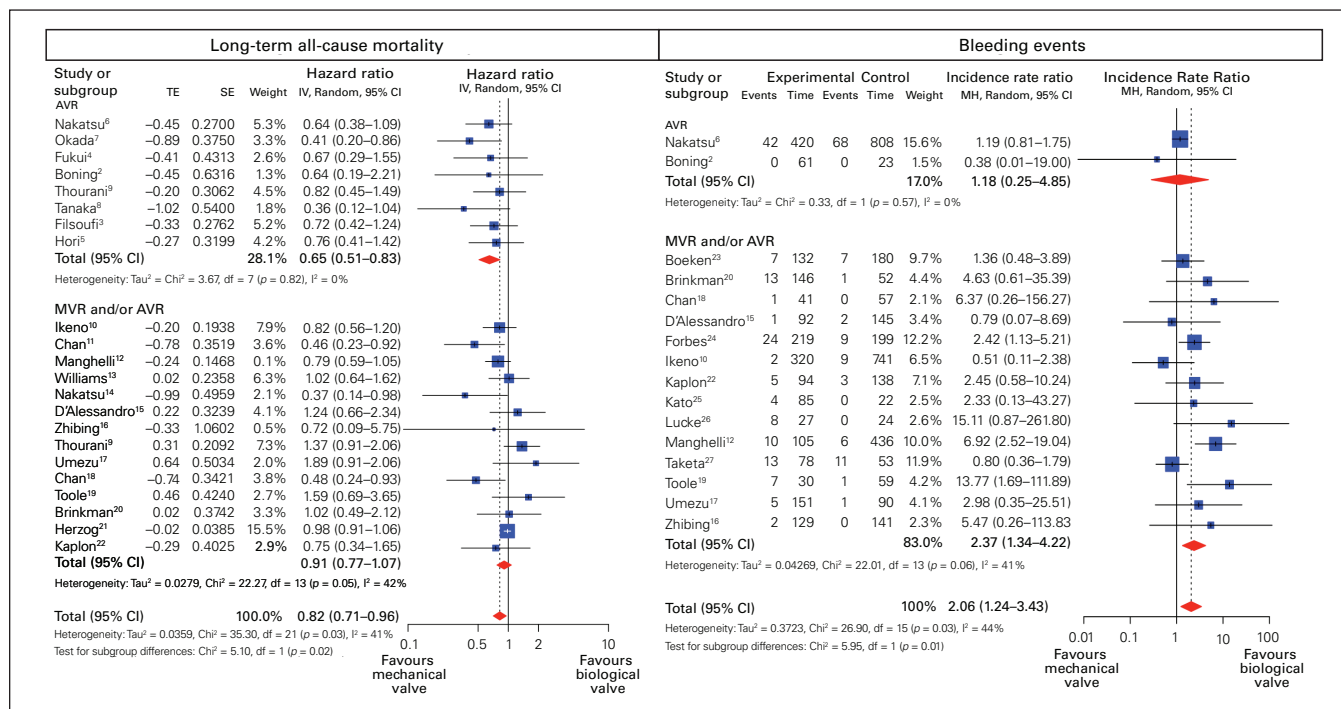 Long-term all-cause mortality
Study or subgroup TE SE Weight Hazard ratio IV, Random, 95% CI Hazard ratio IV, Random, 95% CI
AVR
Nakatsu⁶ −0.45 0.2700 5.3% 0.64 (0.38–1.09)
Okada⁷ −0.89 0.3750 3.3% 0.41 (0.20–0.86)
Fukui⁴ −0.41 0.4313 2.6% 0.67 (0.29–1.55)
Boning² −0.45 0.6316 1.3% 0.64 (0.19–2.21)
Thourani⁹ −0.20 0.3062 4.5% 0.82 (0.45–1.49)
Tanaka⁸ −1.02 0.5400 1.8% 0.36 (0.12–1.04)
Filsoufi³ −0.33 0.2762 5.2% 0.72 (0.42–1.24)
Hori⁵ −0.27 0.3199 4.2% 0.76 (0.41–1.42)
Total (95% CI) 28.1% 0.65 (0.51–0.83)
Heterogeneity: Tau² = Chi² = 3.67, df = 7 (p = 0.82), I² = 0%
MVR and/or AVR
Ikeno¹⁰ −0.20 0.1938 7.9% 0.82 (0.56–1.20)
Chan¹¹ −0.78 0.3519 3.6% 0.46 (0.23–0.92)
Manghelli¹² −0.24 0.1468 0.1% 0.79 (0.59–1.05)
Williams¹³ 0.02 0.2358 6.3% 1.02 (0.64–1.62)
Nakatsu¹⁴ −0.99 0.4959 2.1% 0.37 (0.14–0.98)
D'Alessandro¹⁵ 0.22 0.3239 4.1% 1.24 (0.66–2.34)
Zhibing¹⁶ −0.33 1.0602 0.5% 0.72 (0.09–5.75)
Thourani⁹ 0.31 0.2092 7.3% 1.37 (0.91–2.06)
Umezu¹⁷ 0.64 0.5034 2.0% 1.89 (0.91–2.06)
Chan¹⁸ −0.74 0.3421 3.8% 0.48 (0.24–0.93)
Toole¹⁹ 0.46 0.4240 2.7% 1.59 (0.69–3.65)
Brinkman²⁰ 0.02 0.3742 3.3% 1.02 (0.49–2.12)
Herzog²¹ −0.02 0.0385 15.5% 0.98 (0.91–1.06)
Kaplon²² −0.29 0.4025 2.9% 0.75 (0.34–1.65)
Total (95% CI) 0.91 (0.77–1.07)
Heterogeneity: Tau² = 0.0279, Chi² = 22.27, df = 13 (p = 0.05), I² = 42%
Total (95% CI) 100.0% 0.82 (0.71–0.96)
Heterogeneity: Tau² = 0.0359, Chi² = 35.30, df = 21 (p = 0.03), I² = 41%
Test for subgroup differences: Chi² = 5.10, df = 1 (p = 0.02)
0.1 0.5 1 2 10
Favours mechanical valve Favours biological valve
Bleeding events
Study or subgroup Experimental Events Time Control Events Time Weight Incidence rate ratio MH, Random, 95% CI Incidence Rate Ratio MH, Random, 95% CI
AVR
Nakatsu⁶ 42 420 68 808 15.6% 1.19 (0.81–1.75)
Boning² 0 61 0 23 1.5% 0.38 (0.01–19.00)
Total (95% CI) 17.0% 1.18 (0.25–4.85)
Heterogeneity: Tau² = Chi² = 0.33, df = 1 (p = 0.57), I² = 0%
MVR and/or AVR
Boeken²³ 7 132 7 180 9.7% 1.36 (0.48–3.89)
Brinkman²⁰ 13 146 1 52 4.4% 4.63 (0.61–35.39)
Chan¹⁸ 1 41 0 57 2.1% 6.37 (0.26–156.27)
D'Alessandro¹⁵ 1 92 2 145 3.4% 0.79 (0.07–8.69)
Forbes²⁴ 24 219 9 199 12.2% 2.42 (1.13–5.21)
Ikeno¹⁰ 2 320 9 741 6.5% 0.51 (0.11–2.38)
Kaplon²² 5 94 3 138 7.1% 2.45 (0.58–10.24)
Kato²⁵ 4 85 0 22 2.5% 2.33 (0.13–43.27)
Lucke²⁶ 8 27 0 24 2.6% 15.11 (0.87–261.80)
Manghelli¹² 10 105 6 436 10.0% 6.92 (2.52–19.04)
Taketa²⁷ 13 78 11 53 11.9% 0.80 (0.36–1.79)
Toole¹⁹ 7 30 1 59 4.2% 13.77 (1.69–111.89)
Umezu¹⁷ 5 151 1 90 4.1% 2.98 (0.35–25.51)
Zhibing¹⁶ 2 129 0 141 2.3% 5.47 (0.26–113.83
Total (95% CI) 83.0% 2.37 (1.34–4.22)
Heterogeneity: Tau² = 0.04269, Chi² = 22.01, df = 13 (p = 0.06), I² = 41%
Total (95% CI) 100% 2.06 (1.24–3.43)
Heterogeneity: Tau² = 0.3723, Chi² = 26.90, df = 15 (p = 0.03), I² = 44%
Test for subgroup differences: Chi² = 5.95, df = 1 (p = 0.01)
0.01 0.1 1 10 100
Favours mechanical valve Favours biological valve